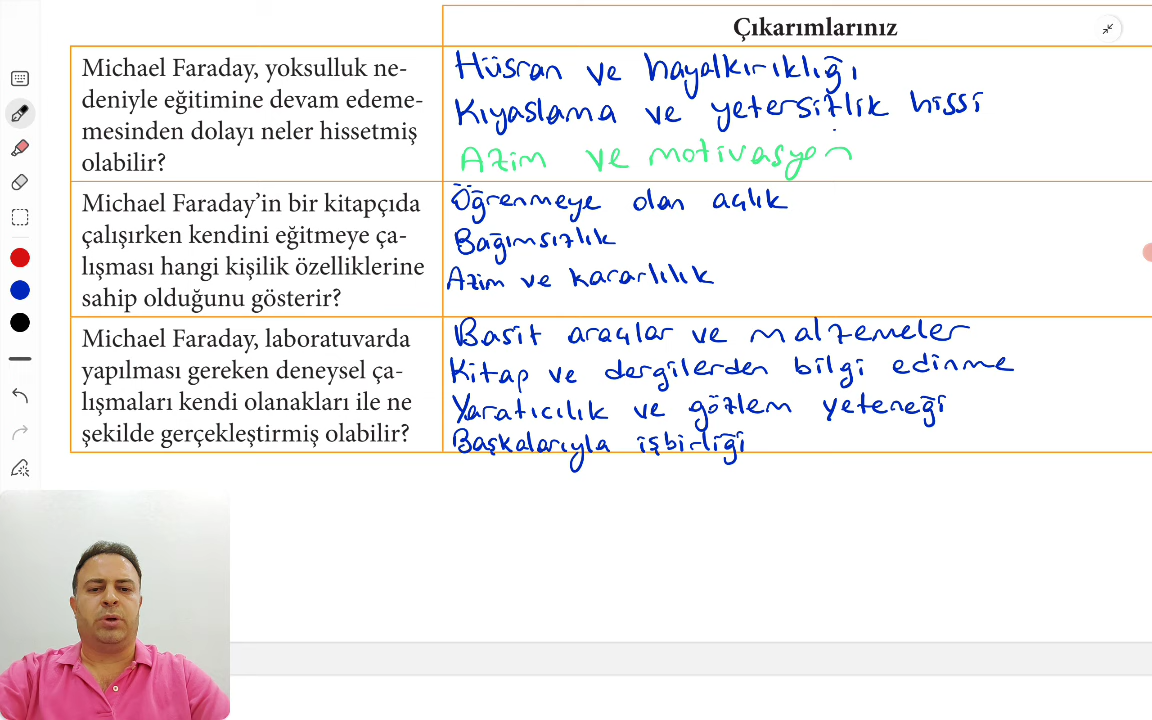 Çıkarımlarınız
Michael Faraday, yoksulluk ne-
deniyle eğitimine devam edeme-
mesinden dolayı neler hissetmiş
olabilir?
Hüsran ve hayalkırıklığı
Kıyaslama ve yetersizlik hissi
Azim ve motivasyon
Michael Faraday’in bir kitapçıda
çalışırken kendini eğitmeye ça-
lışması hangi kişilik özelliklerine
sahip olduğunu gösterir?
Öğrenmeye olan açlık
Bağımsızlık
Azim ve kararlılık
Michael Faraday, laboratuvarda
yapılması gereken deneysel ça-
lışmaları kendi olanakları ile ne
şekilde gerçekleştirmiş olabilir?
Basit araçlar ve malzemeler
Kitap ve dergilerden bilgi edinme
Yaratıcılık ve gözlem yeteneği
Başkalarıyla işbirliği